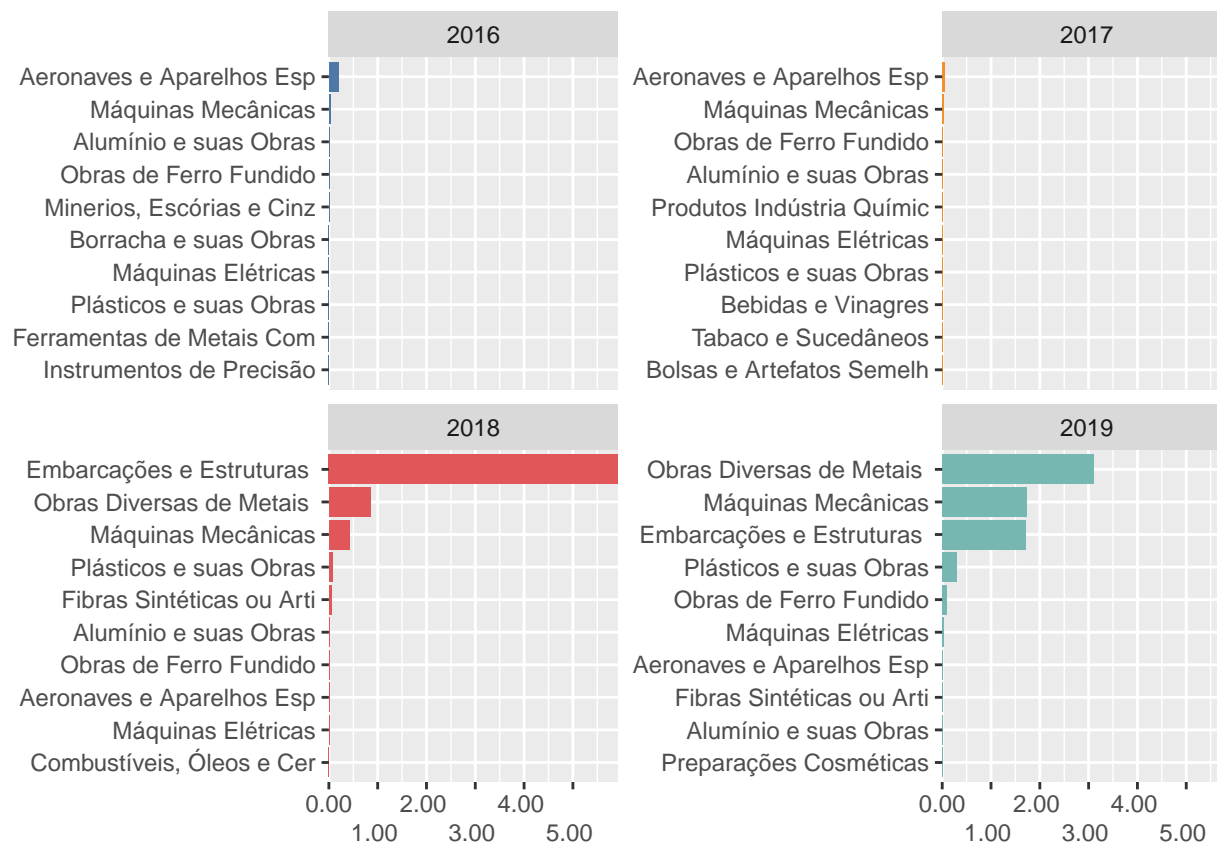 2016
Aeronaves e Aparelhos Esp
Máquinas Mecânicas
Alumínio e suas Obras
Obras de Ferro Fundido
Minerios, Escórias e Cinz
Borracha e suas Obras
Máquinas Elétricas
Plásticos e suas Obras
Ferramentas de Metais Com
Instrumentos de Precisão
2017
Aeronaves e Aparelhos Esp
Máquinas Mecânicas
Obras de Ferro Fundido
Alumínio e suas Obras
Produtos Indústria Químic
Máquinas Elétricas
Plásticos e suas Obras
Bebidas e Vinagres
Tabaco e Sucedâneos
Bolsas e Artefatos Semelh
2018
Embarcações e Estruturas
Obras Diversas de Metais
Máquinas Mecânicas
Plásticos e suas Obras
Fibras Sintéticas ou Arti
Alumínio e suas Obras
Obras de Ferro Fundido
Aeronaves e Aparelhos Esp
Máquinas Elétricas
Combustíveis, Óleos e Cer
0.00 2.00 4.00
1.00 3.00 5.00
2019
Obras Diversas de Metais
Máquinas Mecânicas
Embarcações e Estruturas
Plásticos e suas Obras
Obras de Ferro Fundido
Máquinas Elétricas
Aeronaves e Aparelhos Esp
Fibras Sintéticas ou Arti
Alumínio e suas Obras
Preparações Cosméticas
0.00 2.00 4.00
1.00 3.00 5.00